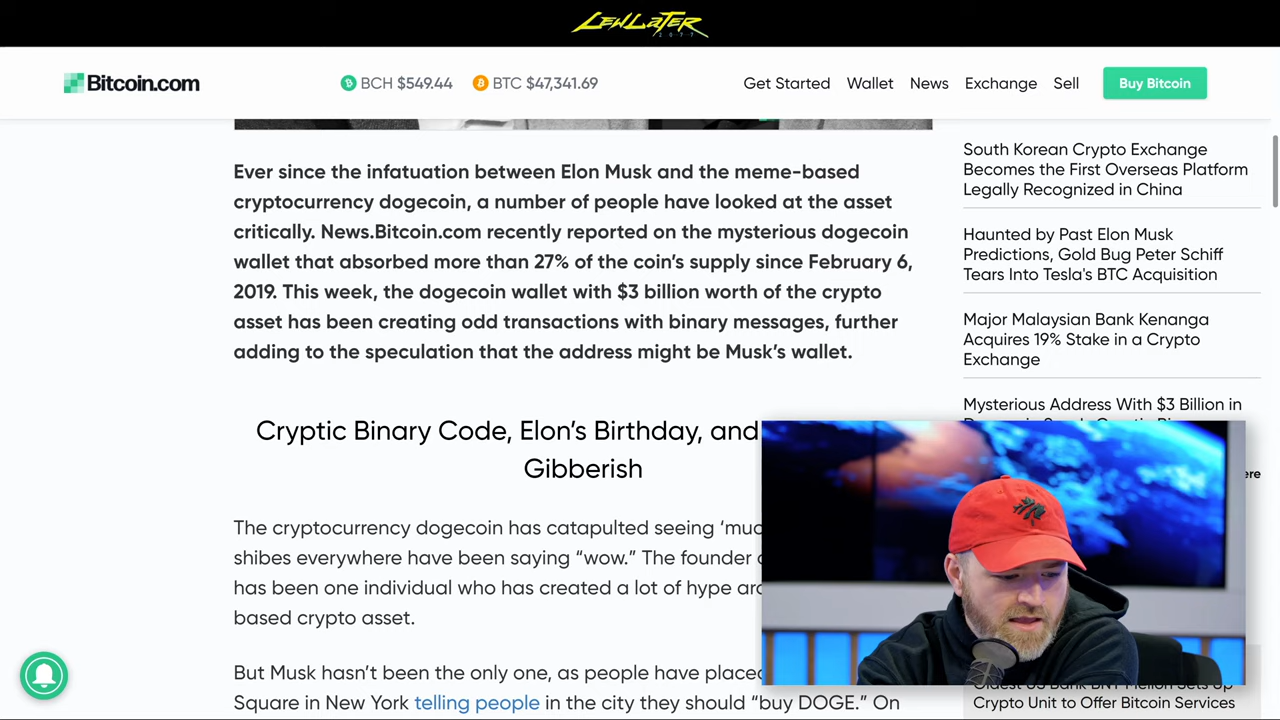 LEWLATER
2077
Bitcoin.com
BCH $549.44
BTC $47,341.69
Get Started
Wallet
News
Exchange
Sell
Buy Bitcoin
Ever since the infatuation between Elon Musk and the meme-based
cryptocurrency dogecoin, a number of people have looked at the asset
critically. News.Bitcoin.com recently reported on the mysterious dogecoin
wallet that absorbed more than 27% of the coin's supply since February 6,
2019. This week, the dogecoin wallet with $3 billion worth of the crypto
asset has been creating odd transactions with binary messages, further
adding to the speculation that the address might be Musk's wallet.
Cryptic Binary Code, Elon's Birthday, and
Gibberish
The cryptocurrency dogecoin has catapulted seeing 'muc
shibes everywhere have been saying “wow.” The founder
has been one individual who has created a lot of hype
based crypto asset.
But Musk hasn't been the only one, as people have place
Square in New York telling people in the city they should “buy DOGE.” On
South Korean Crypto Exchange
Becomes the First Overseas Platform
Legally Recognized in China
Haunted by Past Elon Musk
Predictions, Gold Bug Peter Schiff
Tears Into Tesla's BTC Acquisition
Major Malaysian Bank Kenanga
Acquires 19% Stake in a Crypto
Exchange
Mysterious Address With $3 Billion in
ere
Crypto Unit to Offer Bitcoin Services